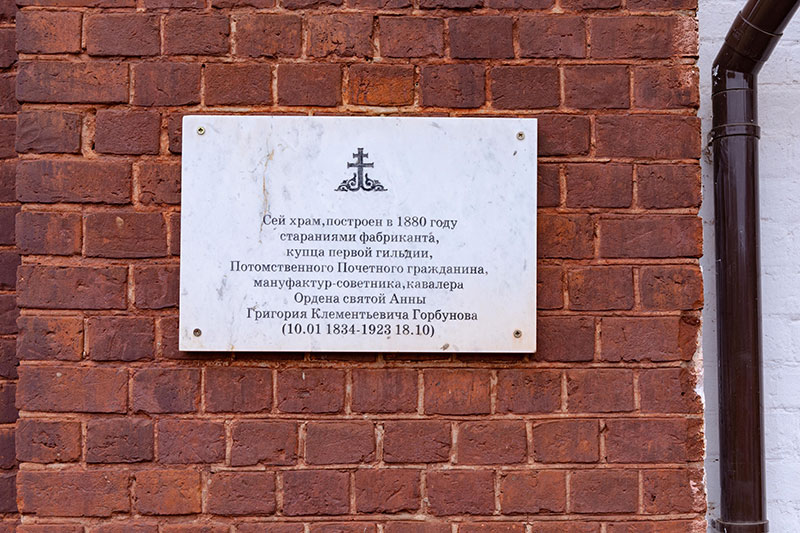 Сей храм,построен в 1880 году
стараниями фабриканта,
купца первой гильдии,
Потомственного Почетного гражданина,
мануфактур-советника,кавалера
Ордена святой Анны
Григория Клементьевича Горбунова
(10.01 1834-1923 18.10)